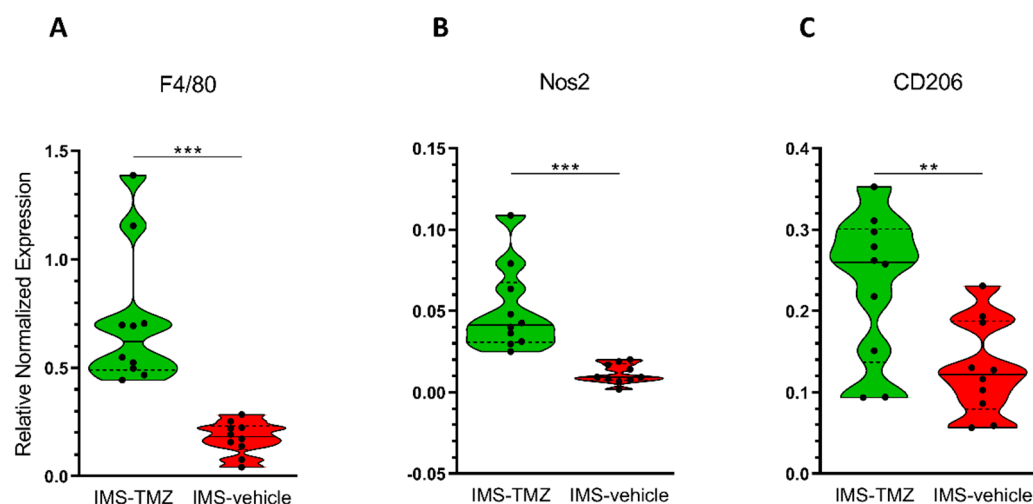 A
B
C
F4/80
Nos2
CD206
Relative Normalized Expression
1.5
1.0
0.5
0.0
***
IMS-TMZ IMS-vehicle
0.15
0.10
0.05
0.00
-0.05
***
IMS-TMZ IMS-vehicle
0.4
0.3
0.2
0.1
0.0
**
IMS-TMZ IMS-vehicle